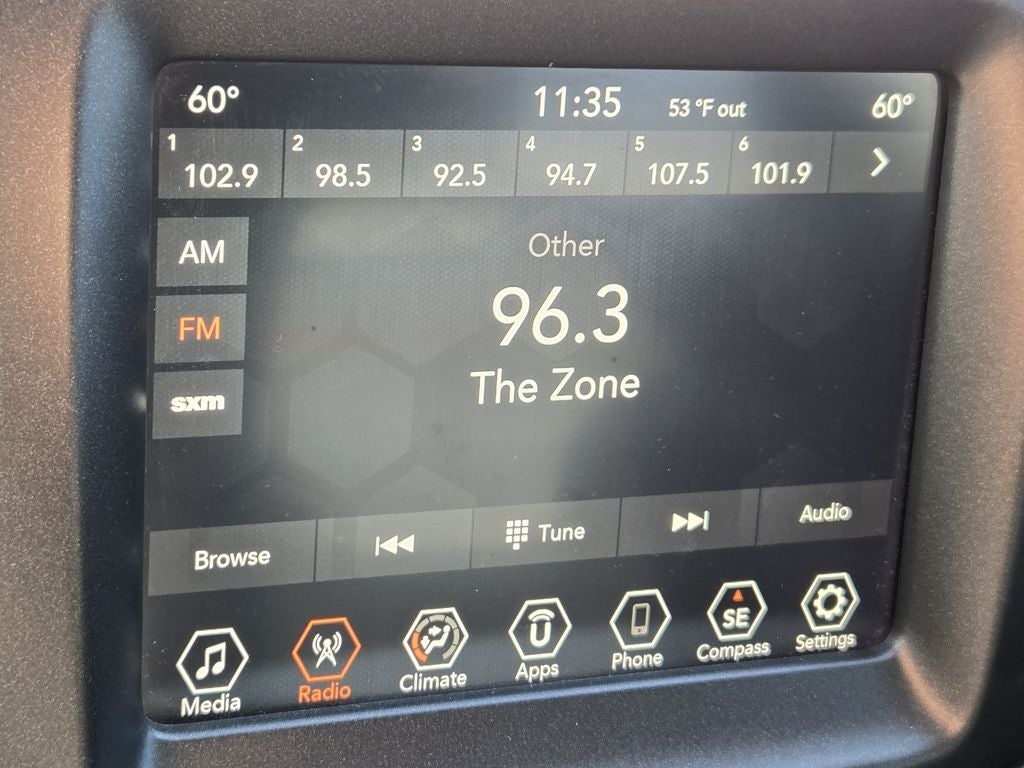 60° 11:35 53 °F out 60°
1 2 3 4 5 6
102.9 98.5 92.5 94.7 107.5 101.9
AM
Other
96.3
FM
The Zone
sxm
Browse Tune Audio
U SE
Media Radio Climate Apps Phone Compass Settings